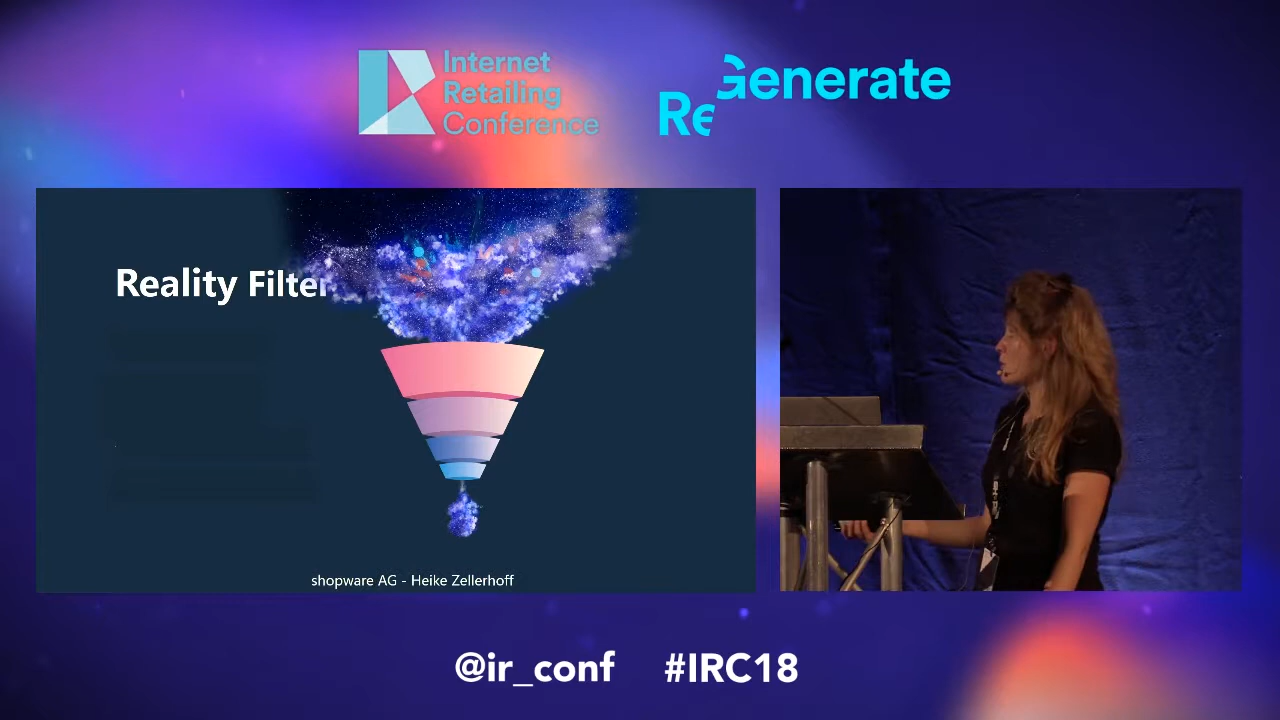 Internet
Retailing
Conference
ReGenerate
Reality Filter
shopware AG - Heike Zellerhoff
@ir_conf #IRC18